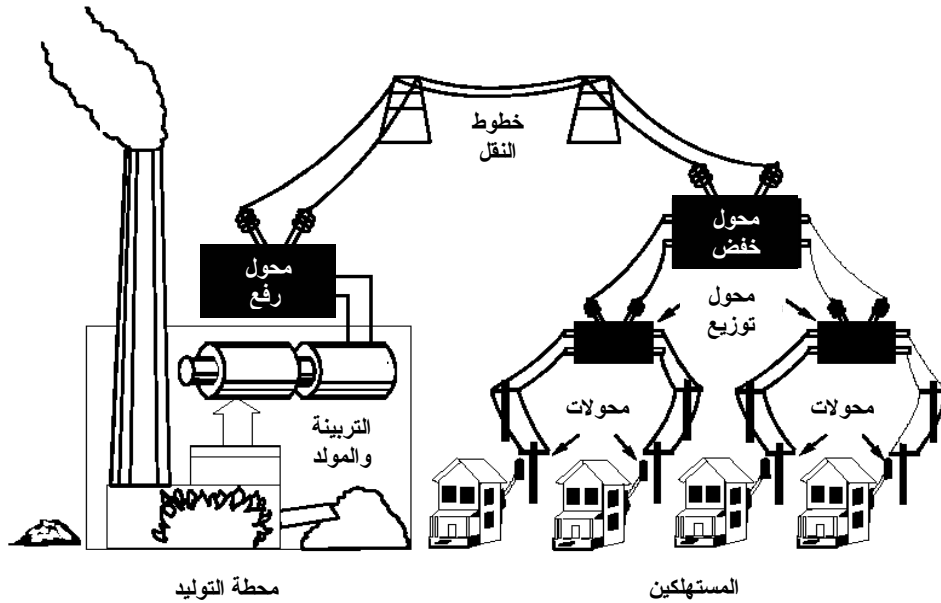 خطوط
النقل
محول
خفض
محول
رفع
محول
توزيع
محولات
محولات
التربينة
والمولد
المستهلكين
محطة التوليد